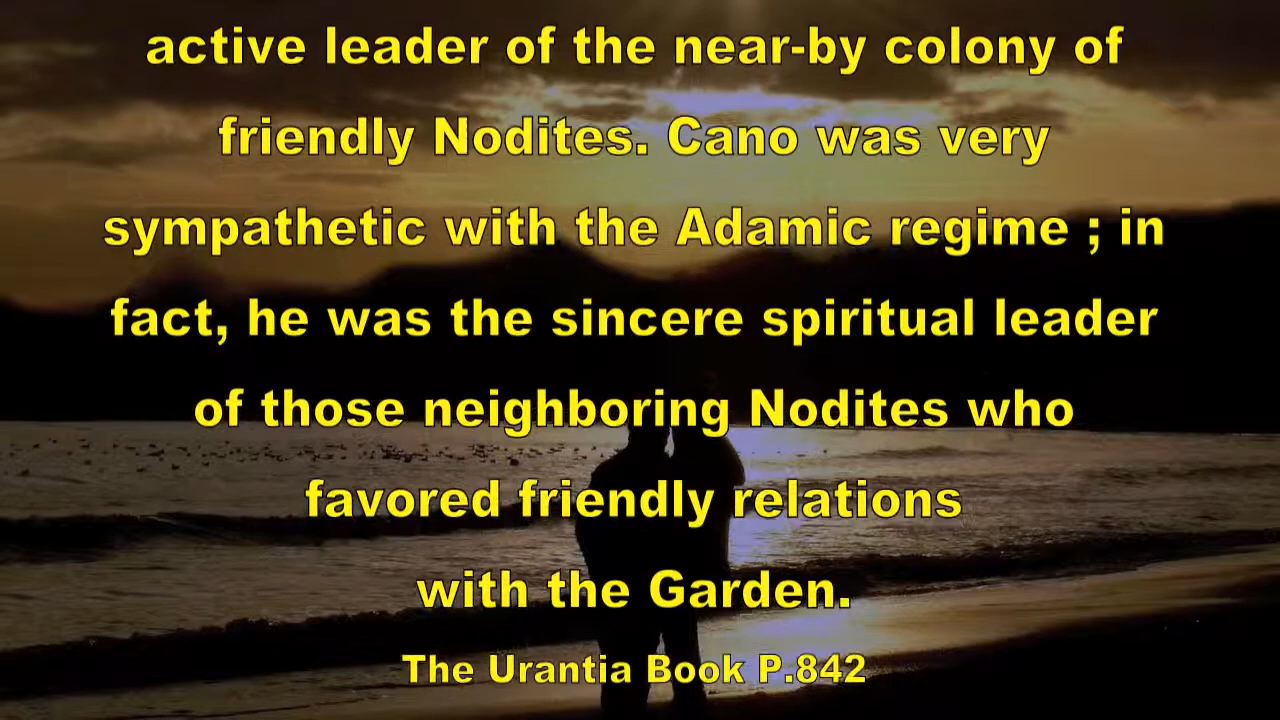 active leader of the near-by colony of
friendly Nodites. Cano was very
sympathetic with the Adamic regime ; in
fact, he was the sincere spiritual leader
of those neighboring Nodites who
favored friendly relations
with the Garden.
The Urantia Book P.842